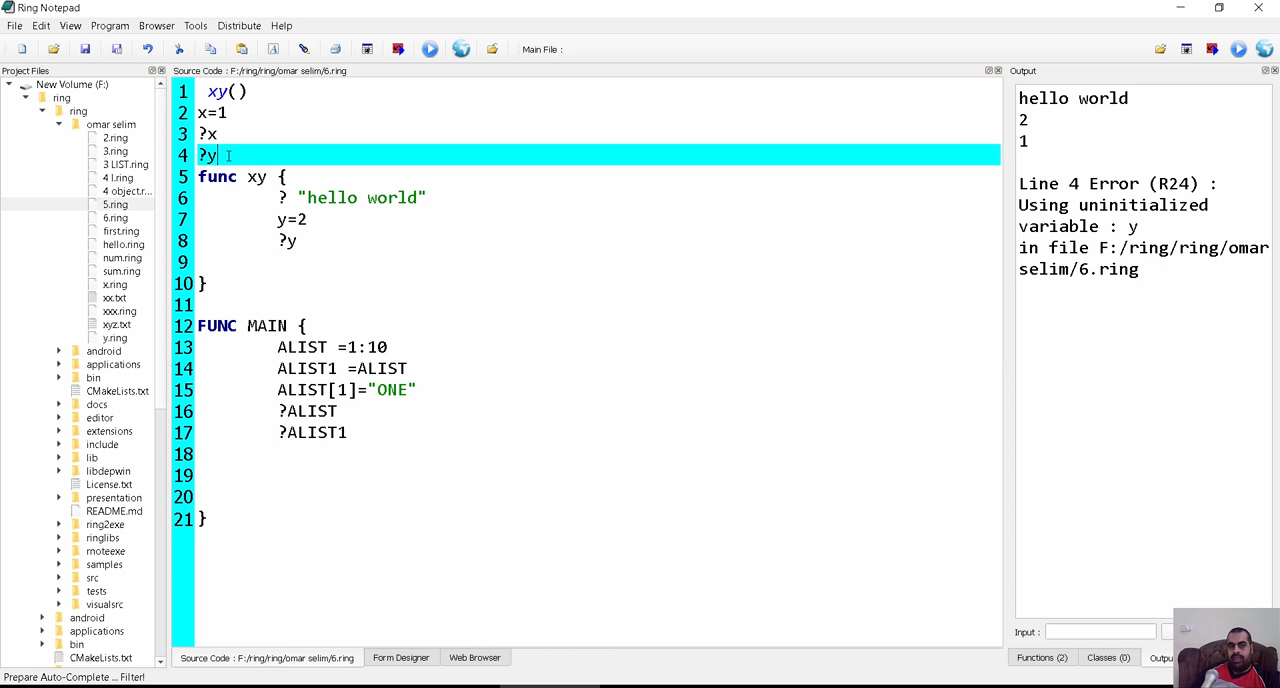 Ring Notepad
File Edit View Program Browser Tools Distribute Help
Main File :
Project Files
New Volume (F:)
ring
ring
omar selim
2.ring
3.ring
3 LIST.ring
4 l.ring
4 object.r...
5.ring
6.ring
first.ring
hello.ring
num.ring
sum.ring
x.ring
xx.txt
xxx.ring
xyz.txt
y.ring
android
applications
bin
CMakeLists.txt
docs
editor
extensions
include
lib
libdepwin
License.txt
presentation
README.md
ring2exe
ringlibs
rnoteexe
samples
src
tests
visualsrc
android
applications
bin
CMakeLists.txt
Source Code : F:/ring/ring/omar selim/6.ring
1 xy()
2 x=1
3 ?x
4 ?y
5 func xy {
6 ? "hello world"
7 y=2
8 ?y
9
10 }
11
12 FUNC MAIN {
13 ALIST =1:10
14 ALIST1 =ALIST
15 ALIST[1]="ONE"
16 ?ALIST
17 ?ALIST1
18
19
20
21 }
Source Code : F:/ring/ring/omar selim/6.ring Form Designer Web Browser
Output
hello world
2
1
Line 4 Error (R24) :
Using uninitialized
variable : y
in file F:/ring/ring/omar
selim/6.ring
Input :
Functions (2) Classes (0)
Prepare Auto-Complete ... Filter!